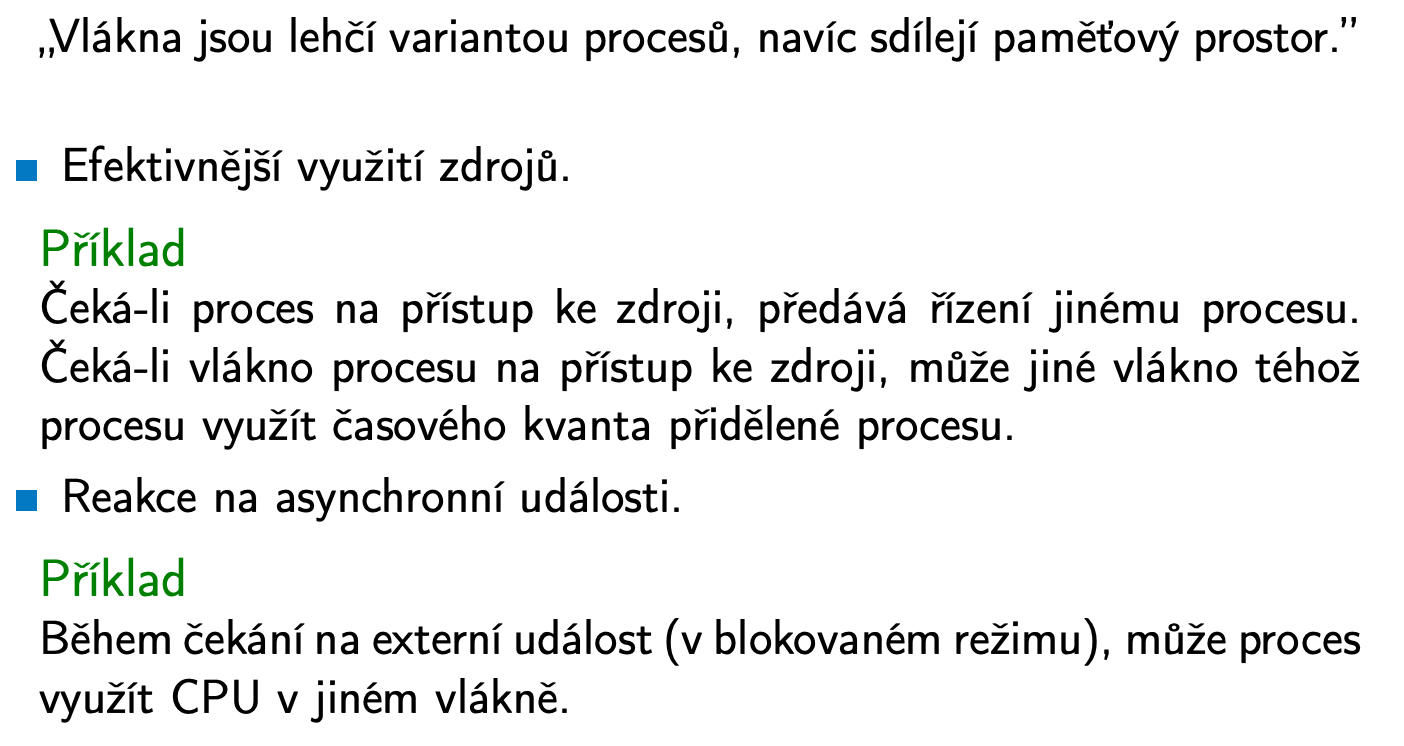 „Vlákna jsou lehčí variantou procesů, navíc sdílejí paměťový prostor.”
Efektivnější využití zdrojů.
Příklad
Čeká-li proces na přístup ke zdroji, předává řízení jinému procesu.
Čeká-li vlákno procesu na přístup ke zdroji, může jiné vlákno téhož
procesu využít časového kvanta přidělené procesu.
Reakce na asynchronní události.
Příklad
Během čekání na externí událost (v blokovaném režimu), může proces
využít CPU v jiném vlákně.